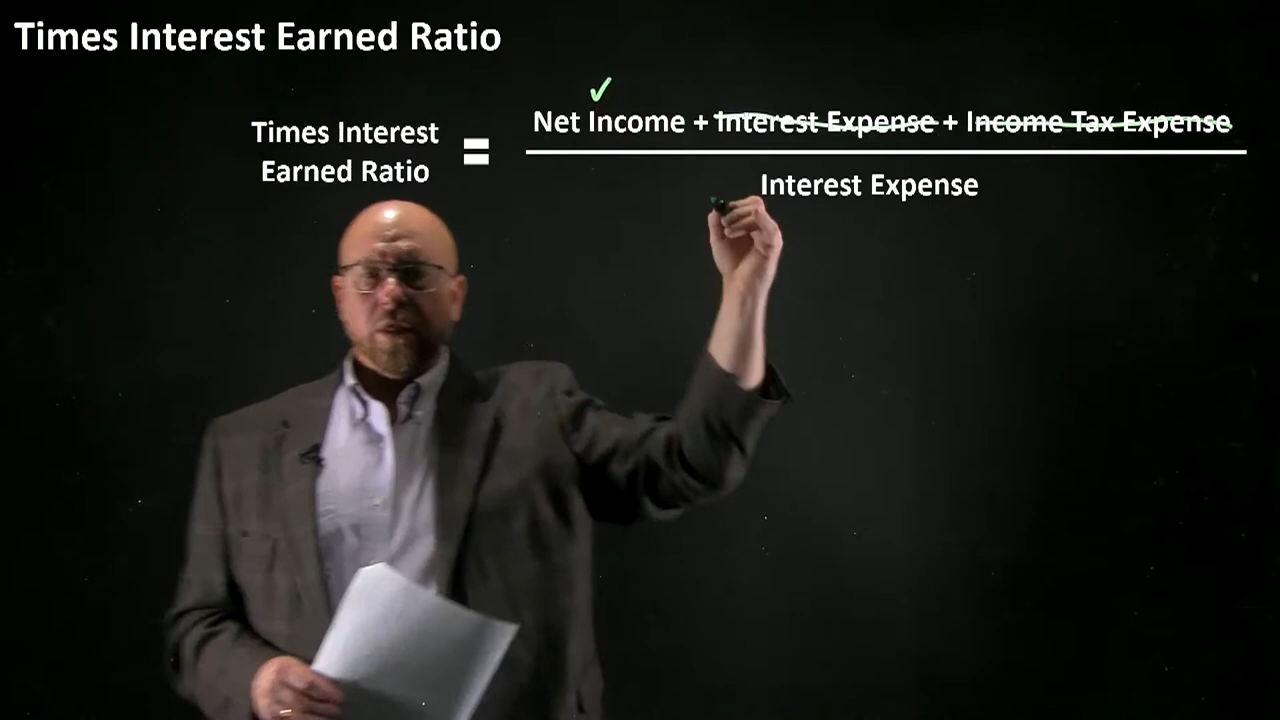 Times Interest Earned Ratio
✓
Times Interest
Earned Ratio
=
Net Income + Interest Expense + Income Tax Expense
Interest Expense